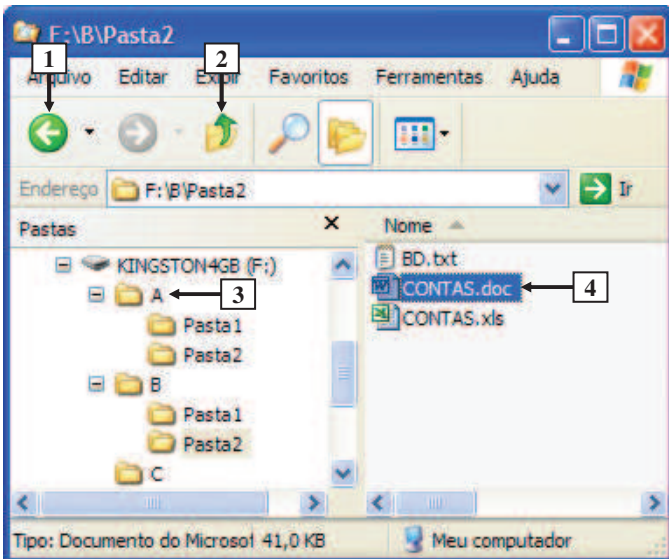 F:\B\Pasta2
1
2
Arquivo Editar Exibir Favoritos Ferramentas Ajuda
Endereço F:\B\Pasta2 Ir
Pastas
Nome
KINGSTON4GB (F:)
A
3
Pasta1
Pasta2
B
Pasta1
Pasta2
C
BD.txt
CONTAS.doc
4
CONTAS.xls
Tipo: Documento do Microsof 41,0 KB Meu computador